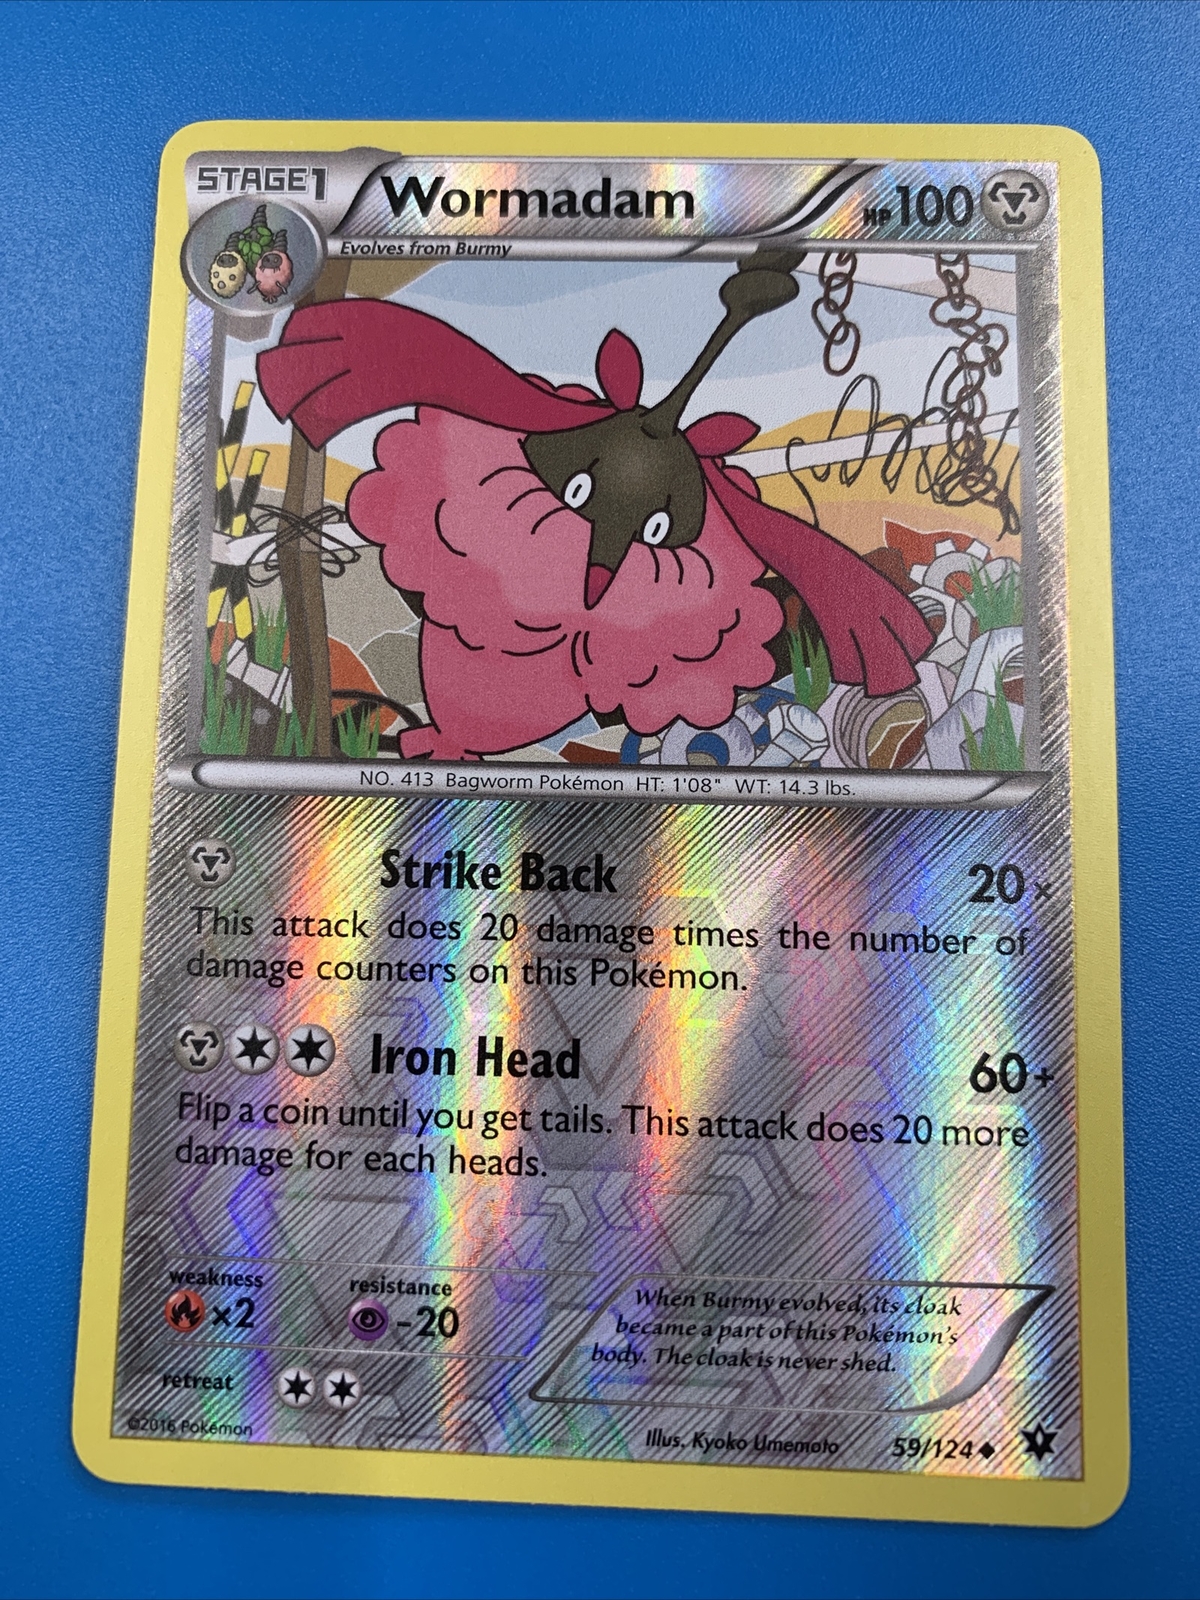 STAGE1
Wormadam
HP100
Evolves from Burmy
NO. 413 Bagworm Pokémon HT: 1'08" WT: 14.3 lbs.
Strike Back 20×
This attack does 20 damage times the number of
damage counters on this Pokémon.
Iron Head 60+
Flip a coin until you get tails. This attack does 20 more
damage for each heads.
weakness
×2
resistance
-20
When Burmy evolved, its cloak
became a part of this Pokémon's
body. The cloak is never shed.
retreat
©2016 Pokémon
Illus. Kyoko Umemoto
59/124